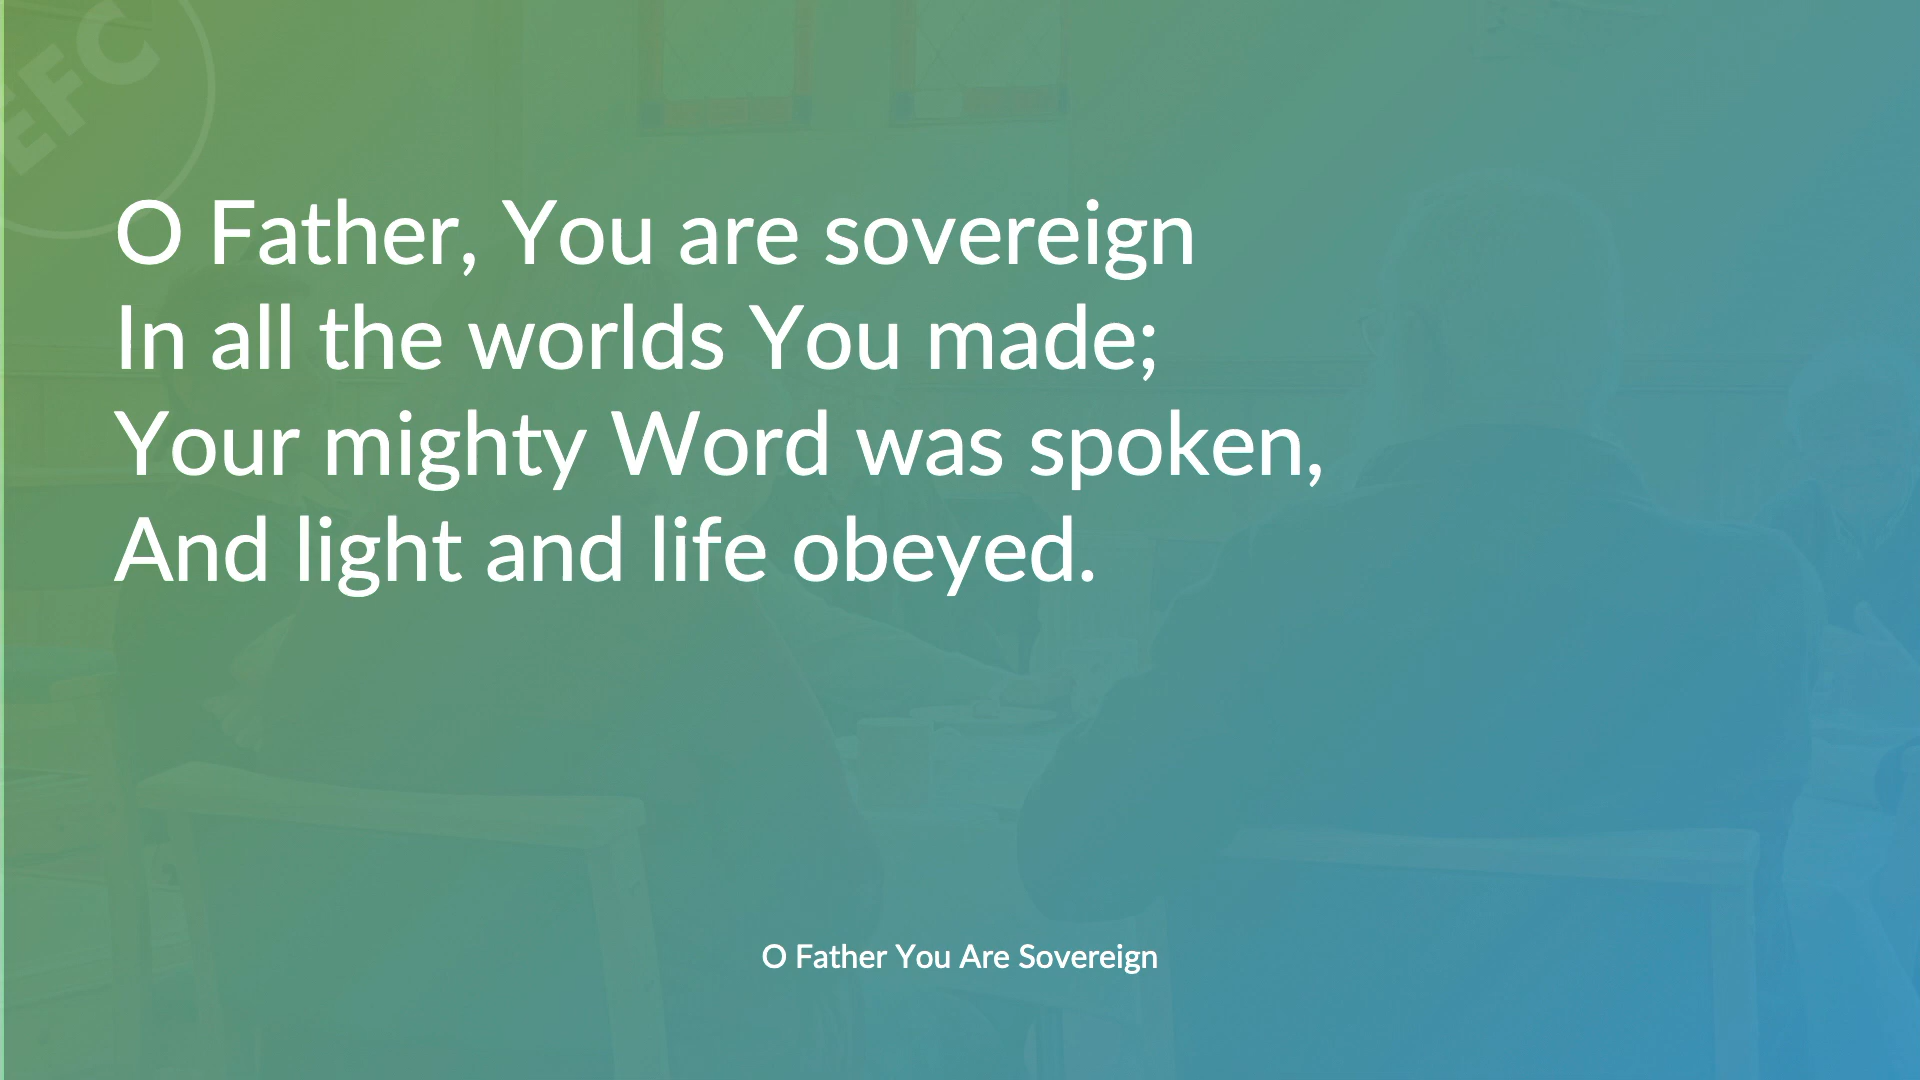 EFC
O Father, You are sovereign
In all the worlds You made;
Your mighty Word was spoken,
And light and life obeyed.
O Father You Are Sovereign